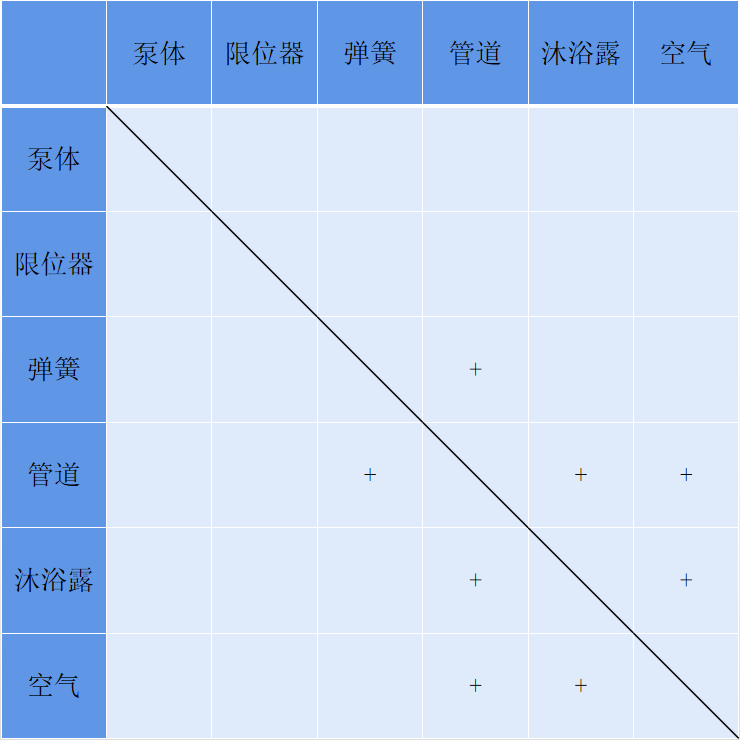 泵体 限位器 弹簧 管道 沐浴露 空气
泵体
限位器
弹簧 +
管道 + + +
沐浴露 + +
空气 + +